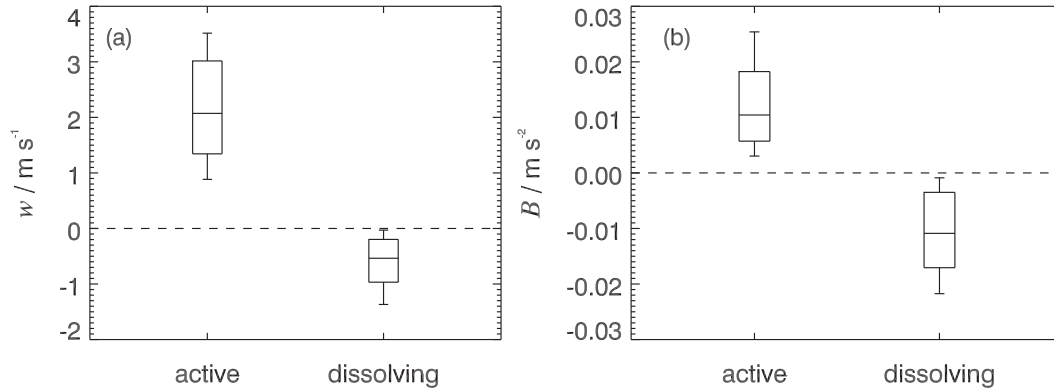 (a)
w / m s⁻¹
4
3
2
1
0
-1
-2
active dissolving
(b)
B / m s⁻²
0.03
0.02
0.01
0.00
-0.01
-0.02
-0.03
active dissolving